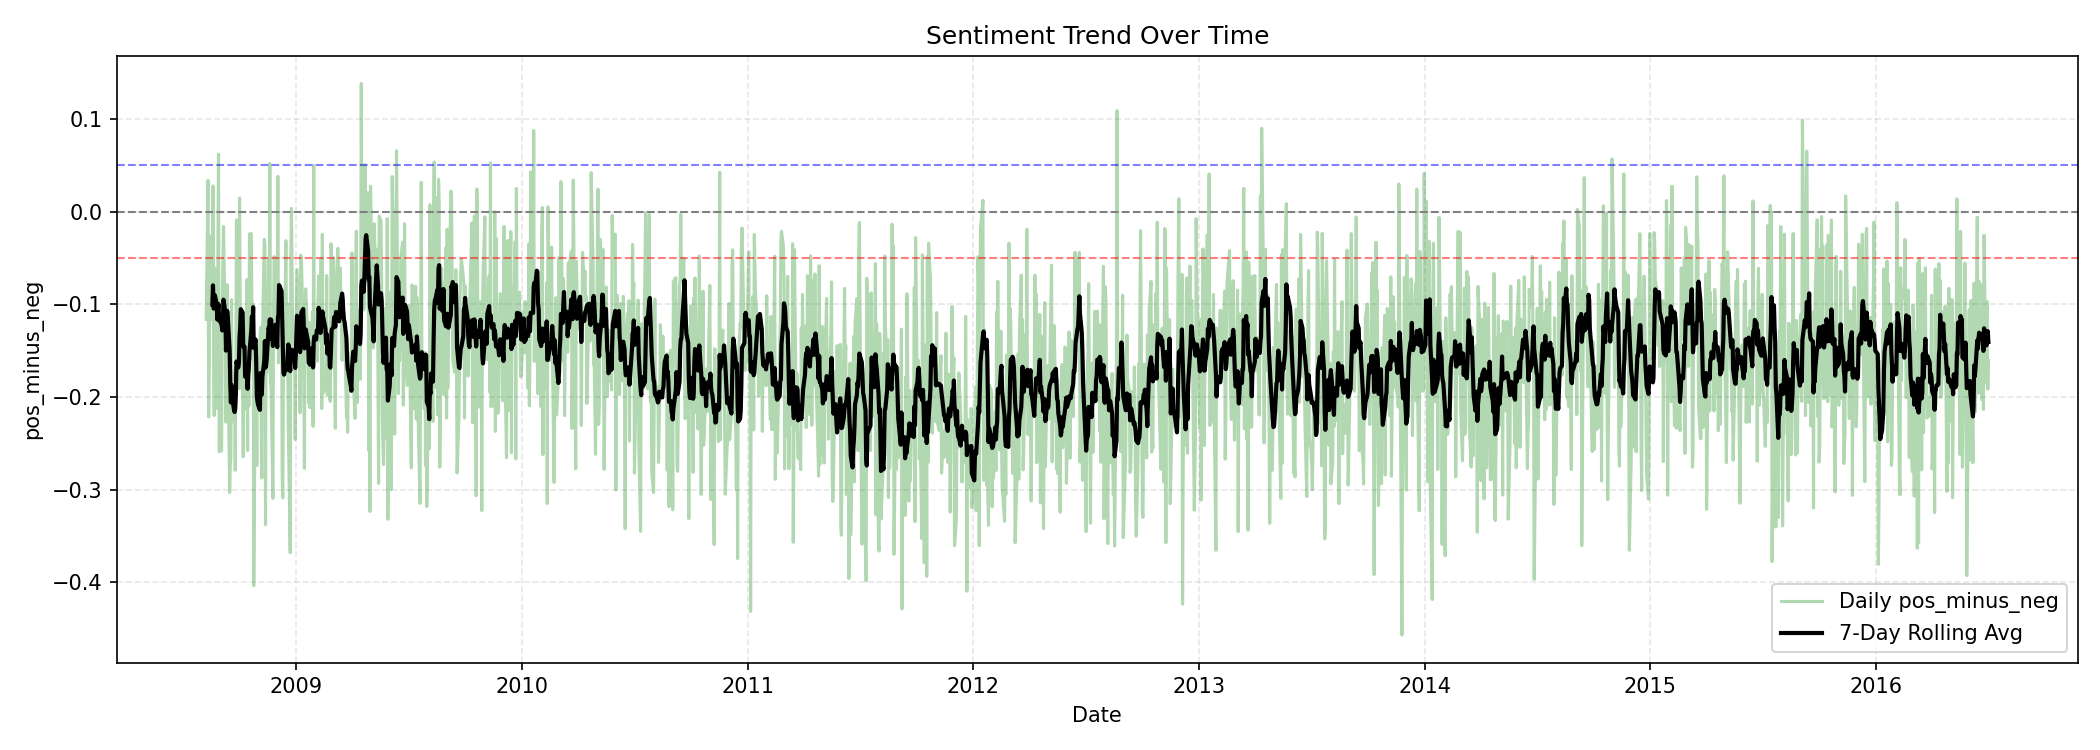 Sentiment Trend Over Time
pos_minus_neg
0.1
0.0
−0.1
−0.2
−0.3
−0.4
2009
2010
2011
2012
2013
2014
2015
2016
Date
Daily pos_minus_neg
7-Day Rolling Avg